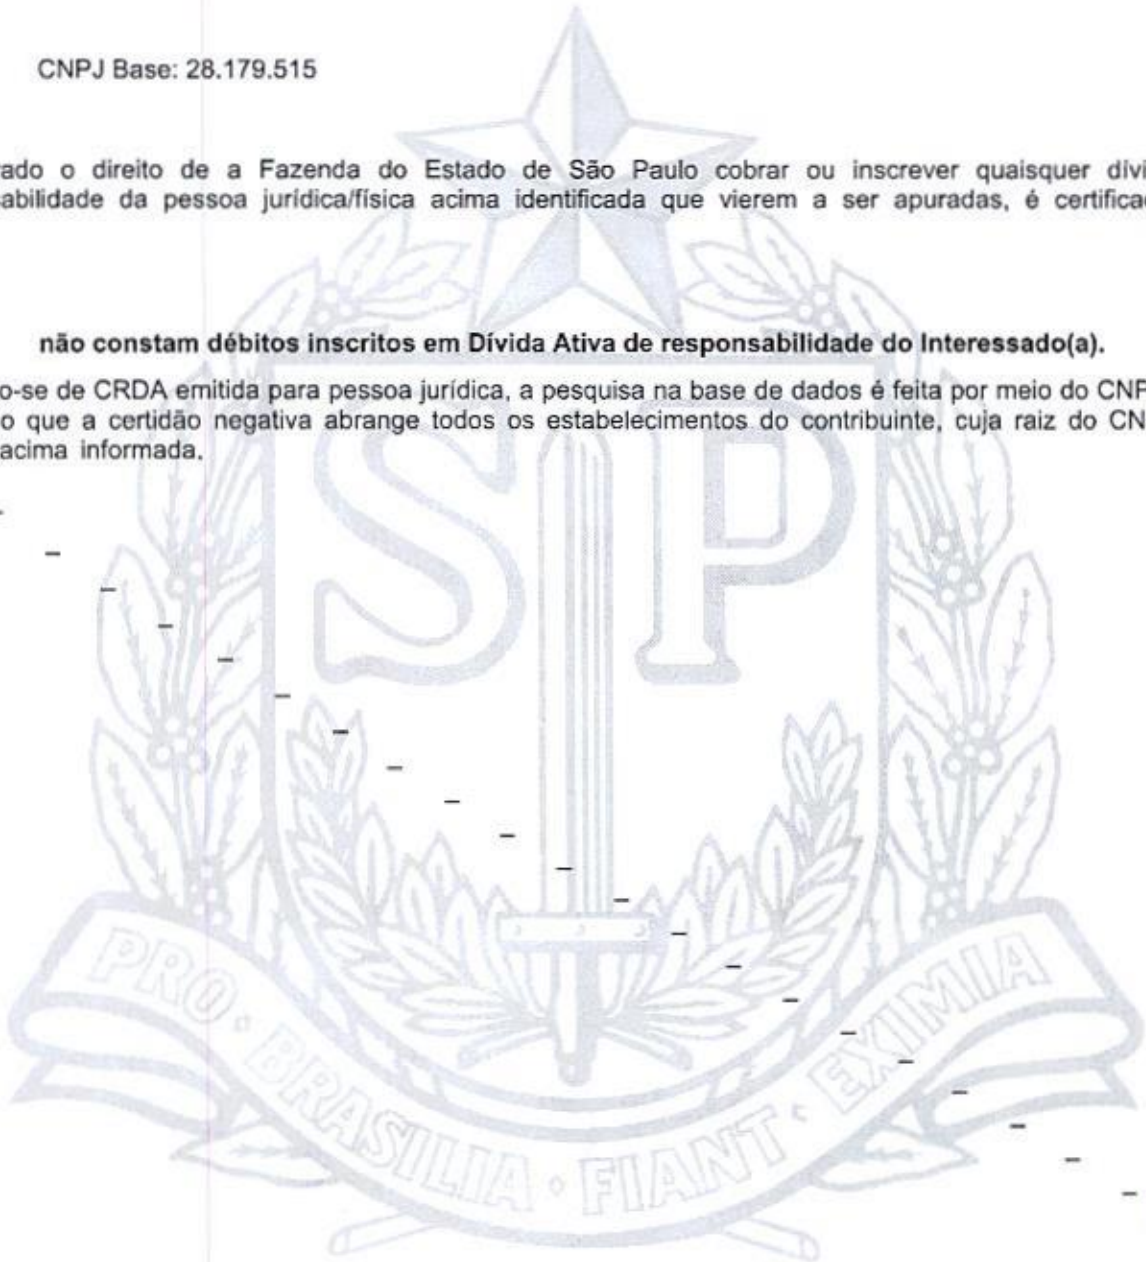 CNPJ Base: 28.179.515
ado o direito de a Fazenda do Estado de São Paulo cobrar ou inscrever quaisquer dívi
abilidade da pessoa jurídica/física acima identificada que vierem a ser apuradas, é certifica
não constam débitos inscritos em Dívida Ativa de responsabilidade do Interessado(a).
o-se de CRDA emitida para pessoa jurídica, a pesquisa na base de dados é feita por meio do CNP
o que a certidão negativa abrange todos os estabelecimentos do contribuinte, cuja raiz do CN
acima informada.
SP
PRO · BRASILIA · FIANT · EXIMIA